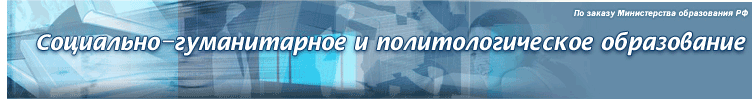 По заказу Министерства образования РФ
Социально-гуманитарное и политологическое образование